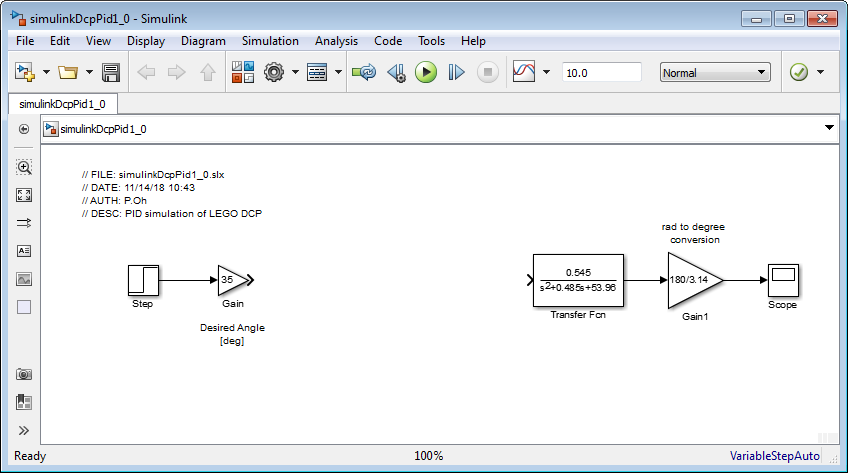 simulinkDcpPid1_0 - Simulink
File Edit View Display Diagram Simulation Analysis Code Tools Help
10.0 Normal
simulinkDcpPid1_0
simulinkDcpPid1_0
// FILE: simulinkDcpPid1_0.slx
// DATE: 11/14/18 10:43
// AUTH: P.Oh
// DESC: PID simulation of LEGO DCP
rad to degree
conversion
35
0.545
s²+0.485s+53.96
180/3.14
Step
Gain
Transfer Fcn
Gain1
Scope
Desired Angle
[deg]
Ready 100% VariableStepAuto